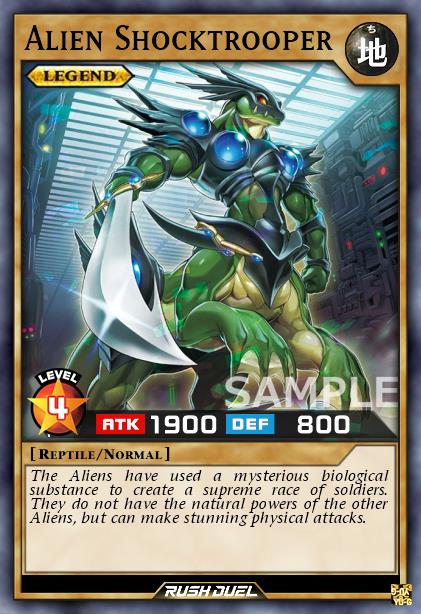 ALIEN SHOCKTROOPER
ち
地
LEGEND
SAMPLE
LEVEL
4
ATK 1900 DEF 800
[REPTILE/NORMAL]
The Aliens have used a mysterious biological
substance to create a supreme race of soldiers.
They do not have the natural powers of the other
Aliens, but can make stunning physical attacks.
RUSH DUEL